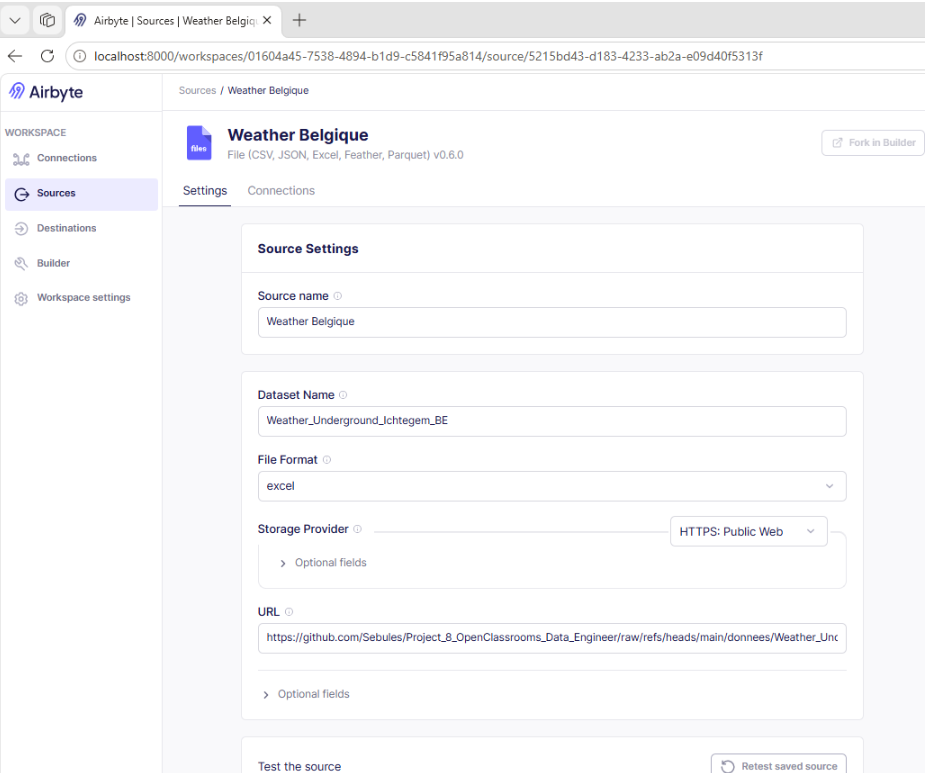 Airbyte | Sources | Weather Belgiq
localhost:8000/workspaces/01604a45-7538-4894-b1d9-c5841f95a814/source/5215bd43-d183-4233-ab2a-e09d40f5313f
Airbyte
Sources / Weather Belgique
WORKSPACE
Connections
Sources
Destinations
Builder
Workspace settings
files
Weather Belgique
File (CSV, JSON, Excel, Feather, Parquet) v0.6.0
Fork in Builder
Settings Connections
Source Settings
Source name
Weather Belgique
Dataset Name
Weather_Underground_Ichtegem_BE
File Format
excel
Storage Provider
HTTPS: Public Web
Optional fields
URL
https://github.com/Sebules/Project_8_OpenClassrooms_Data_Engineer/raw/refs/heads/main/donnees/Weather_Unc
Optional fields
Test the source
Retest saved source